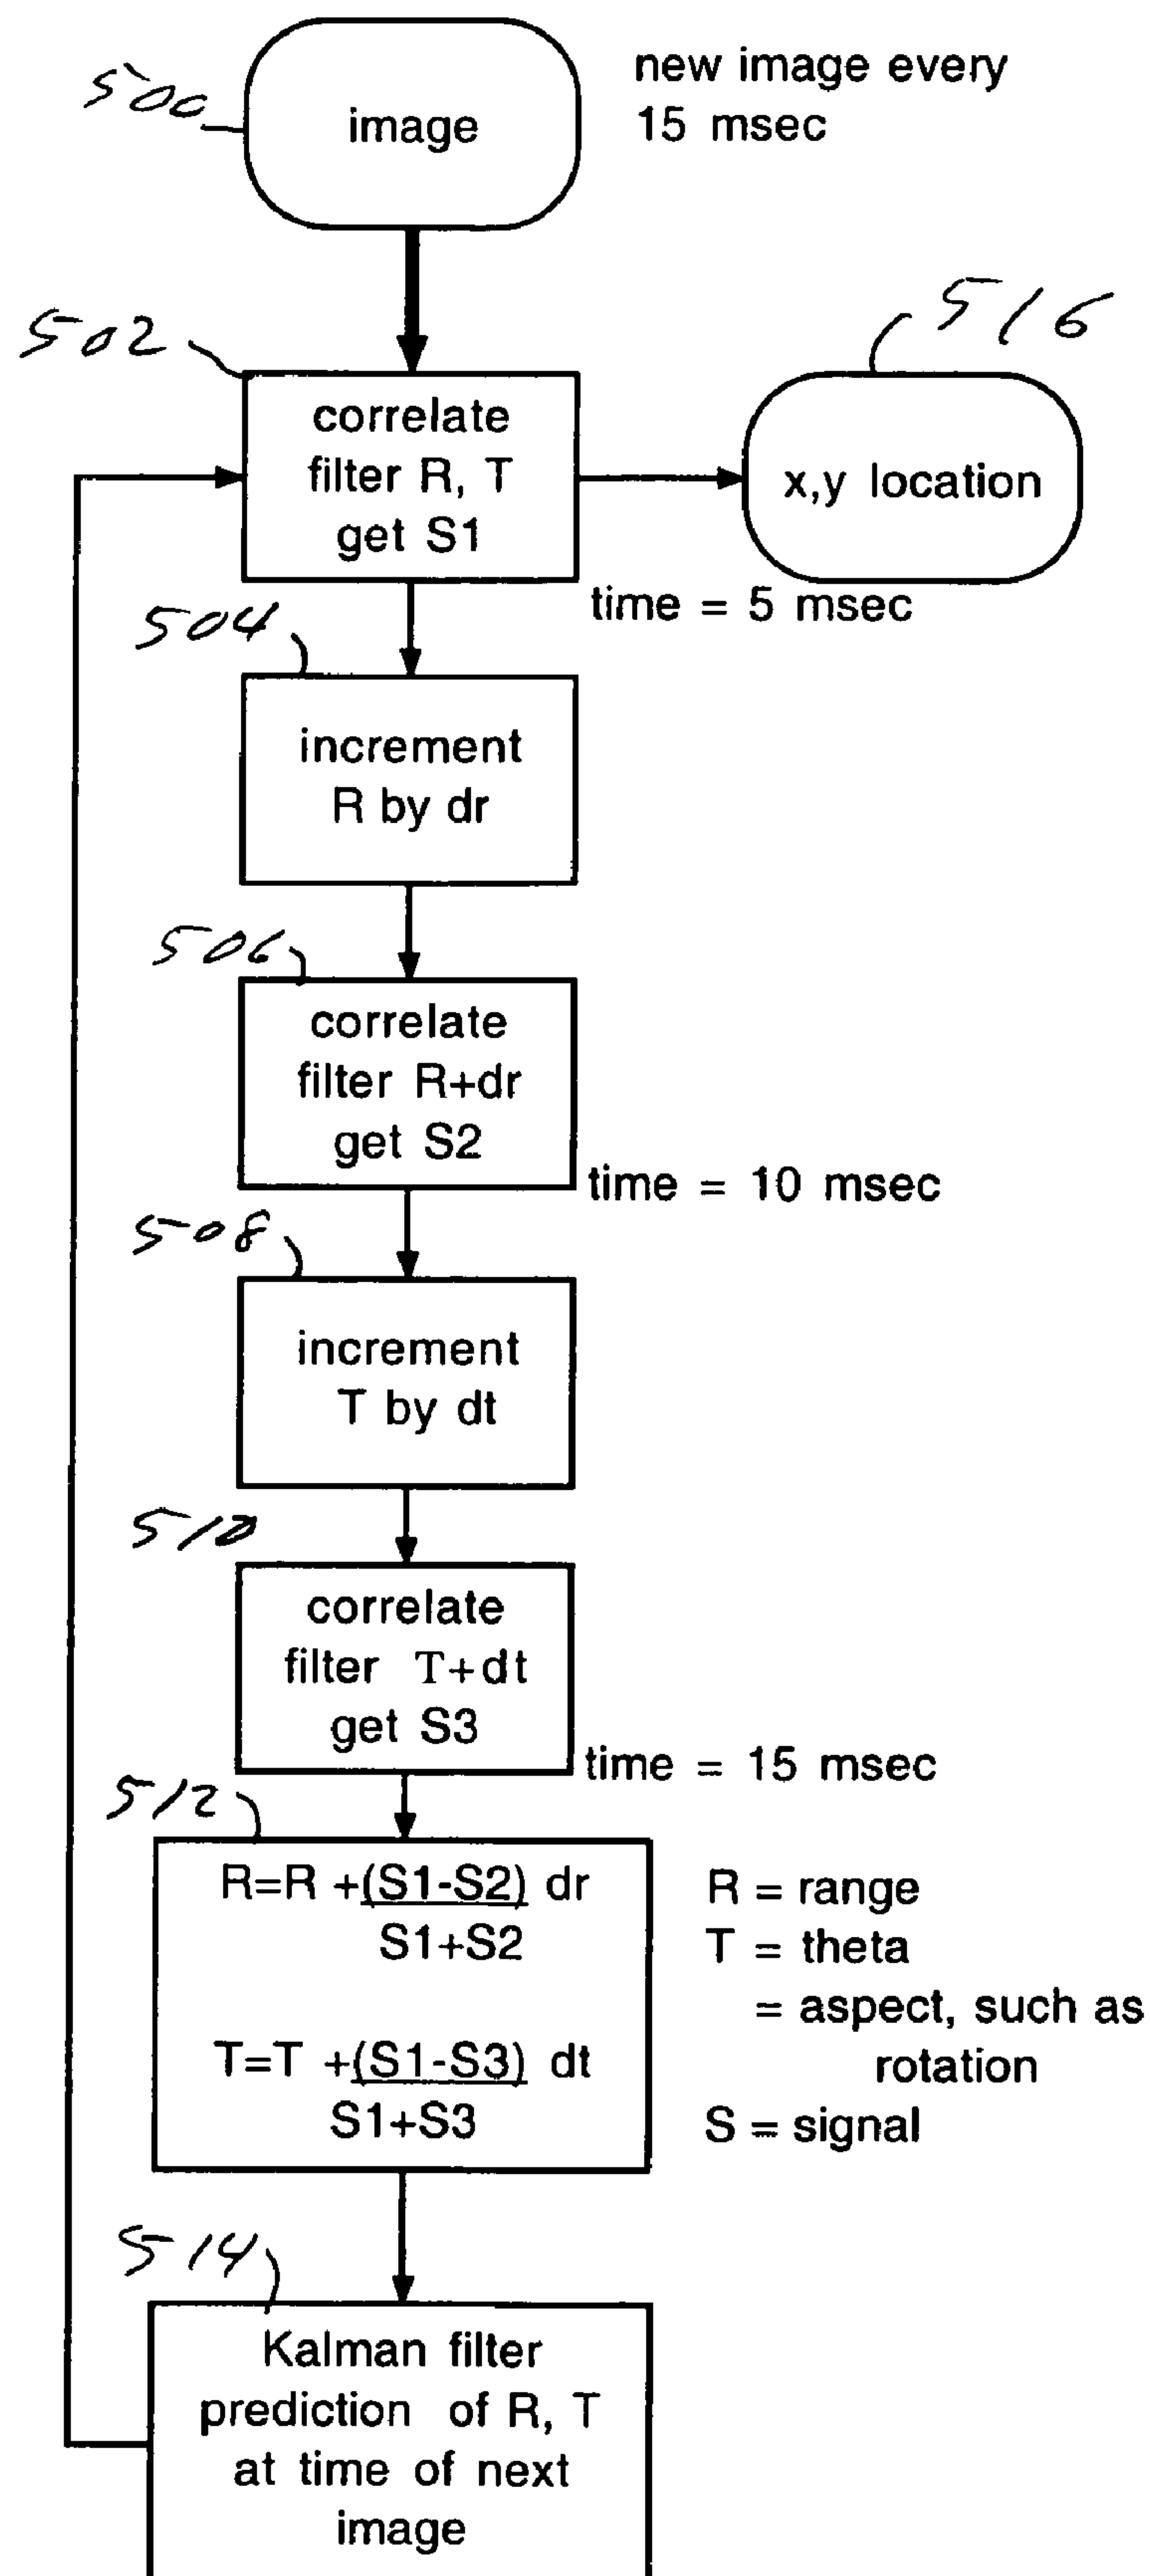 500
image
new image every
15 msec
502
correlate
filter R, T
get S1
516
x,y location
time = 5 msec
504
increment
R by dr
506
correlate
filter R+dr
get S2
time = 10 msec
508
increment
T by dt
510
correlate
filter T+dt
get S3
time = 15 msec
512
R=R +(S1-S2) dr
S1+S2
T=T +(S1-S3) dt
S1+S3
R = range
T = theta
= aspect, such as
rotation
S = signal
514
Kalman filter
prediction of R, T
at time of next
image